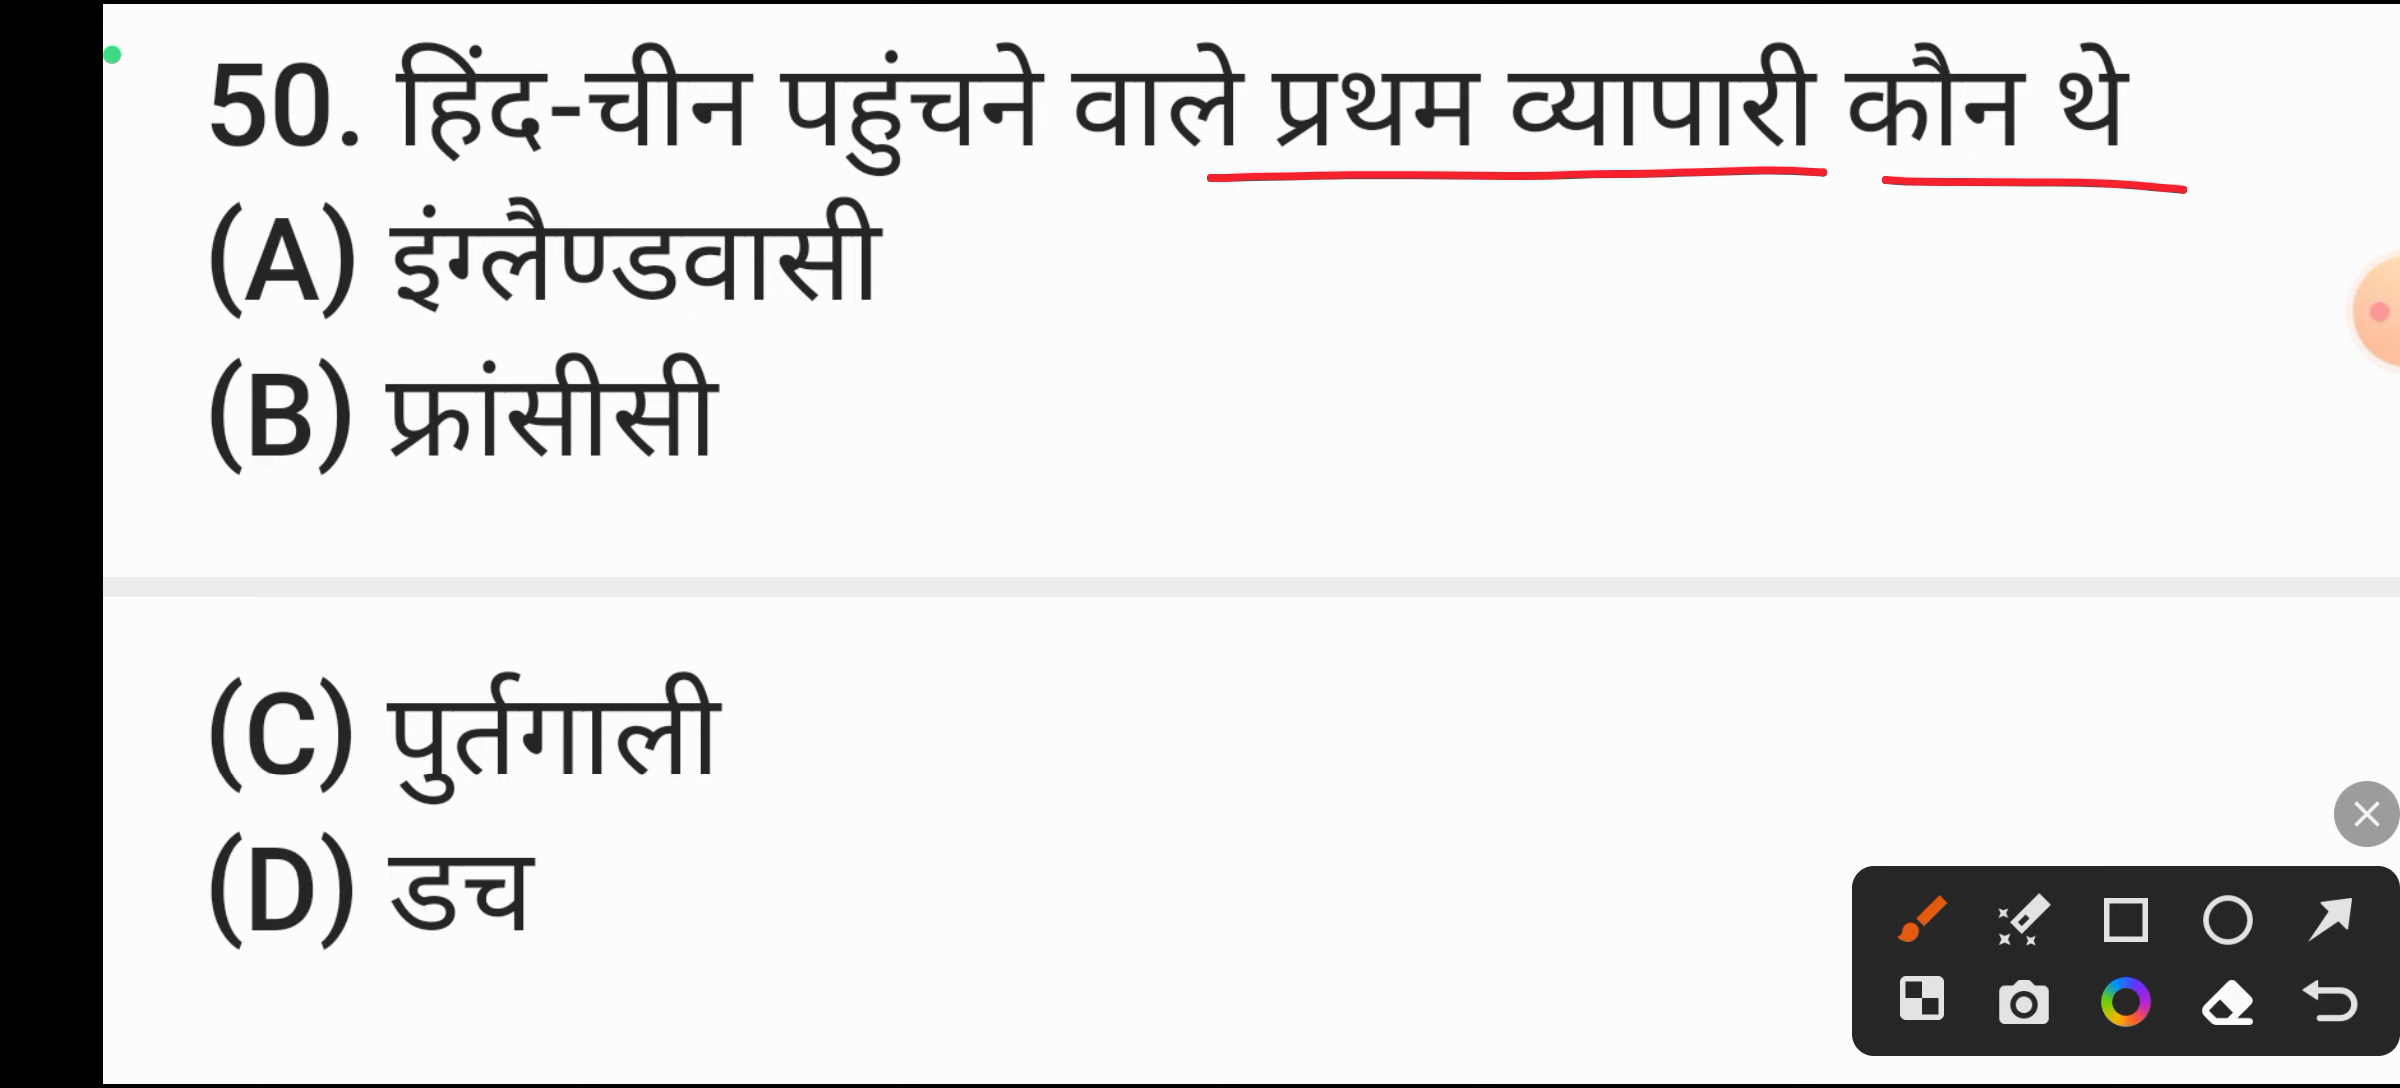 50. हिंद-चीन पहुंचने वाले प्रथम व्यापारी कौन थे
(A) इंग्लैण्डवासी
(B) फ्रांसीसी
(C) पुर्तगाली
(D) डच